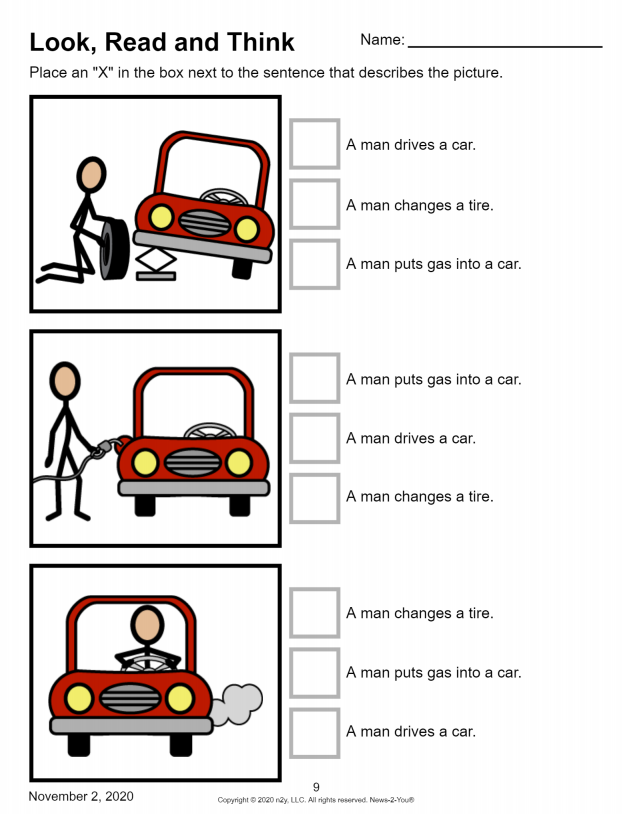 Look, Read and Think
Name:
Place an "X" in the box next to the sentence that describes the picture.
A man drives a car.
A man changes a tire.
A man puts gas into a car.
A man puts gas into a car.
A man drives a car.
A man changes a tire.
A man changes a tire.
A man puts gas into a car.
A man drives a car.
9
November 2, 2020
Copyright © 2020 n2y, LLC. All rights reserved. News-2-You®